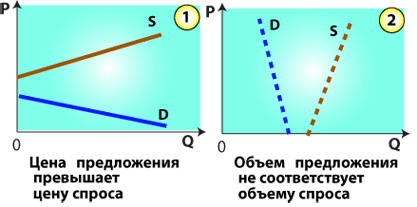 P
S
1
D
0
Q
Цена предложения
превышает
цену спроса
P
D
S
2
0
Q
Объем предложения
не соответствует
объему спроса